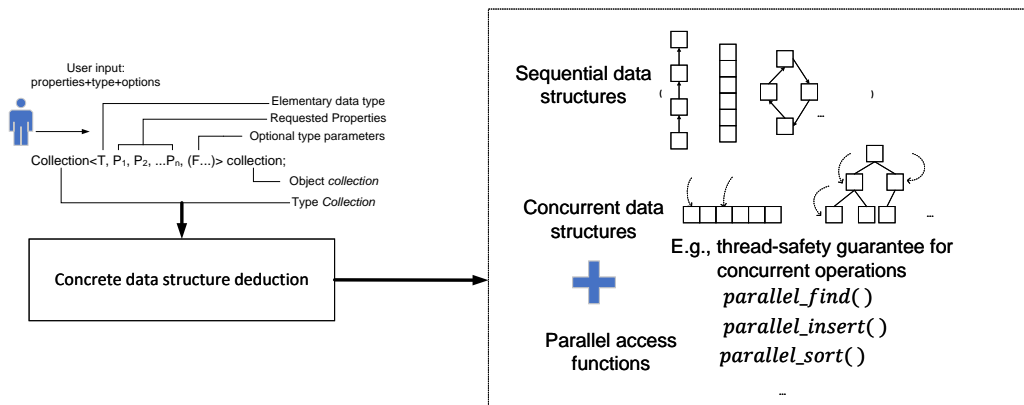 User input:
properties+type+options
Elementary data type
Requested Properties
Optional type parameters
Collection<T, P1, P2, ...Pn, (F...)> collection;
Object collection
Type Collection
Concrete data structure deduction
Sequential data
structures
(
)
...
Concurrent data
structures
...
E.g., thread-safety guarantee for
concurrent operations
Parallel access
functions
parallel_find()
parallel_insert()
parallel_sort()
...